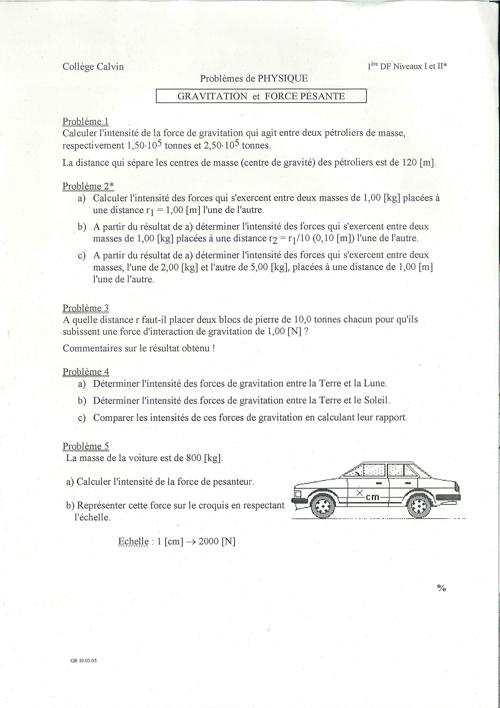 Collège Calvin
1ère DF Niveaux I et II*
Problèmes de PHYSIQUE
GRAVITATION et FORCE PESANTE
Problème 1
Calculer l'intensité de la force de gravitation qui agit entre deux pétroliers de masse,
respectivement 1,50·10⁵ tonnes et 2,50·10⁵ tonnes.
La distance qui sépare les centres de masse (centre de gravité) des pétroliers est de 120 [m].
Problème 2*
a) Calculer l'intensité des forces qui s'exercent entre deux masses de 1,00 [kg] placées à
une distance r₁ = 1,00 [m] l'une de l'autre.
b) A partir du résultat de a) déterminer l'intensité des forces qui s'exercent entre deux
masses de 1,00 [kg] placées à une distance r₂ = r₁/10 (0,10 [m]) l'une de l'autre.
c) A partir du résultat de a) déterminer l'intensité des forces qui s'exercent entre deux
masses, l'une de 2,00 [kg] et l'autre de 5,00 [kg], placées à une distance de 1,00 [m]
l'une de l'autre.
Problème 3
A quelle distance r faut-il placer deux blocs de pierre de 10,0 tonnes chacun pour qu'ils
subissent une force d'interaction de gravitation de 1,00 [N] ?
Commentaires sur le résultat obtenu !
Problème 4
a) Déterminer l'intensité des forces de gravitation entre la Terre et la Lune.
b) Déterminer l'intensité des forces de gravitation entre la Terre et le Soleil.
c) Comparer les intensités de ces forces de gravitation en calculant leur rapport.
Problème 5
La masse de la voiture est de 800 [kg].
a) Calculer l'intensité de la force de pesanteur.
b) Représenter cette force sur le croquis en respectant
l'échelle.
cm
Echelle : 1 [cm] → 2000 [N]
%
GR 10.03.05